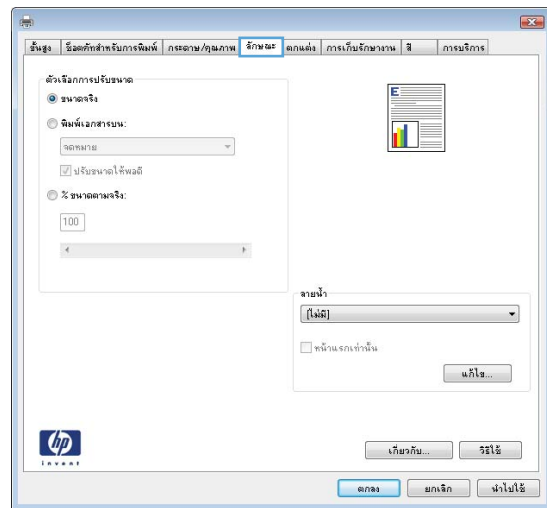 ขั้นสูง ช็อตคัทสำหรับการพิมพ์ กระดาษ/คุณภาพ ลักษณะ ตกแต่ง การเก็บรักษางาน สี การบริการ
ตัวเลือกการปรับขนาด
ขนาดจริง
พิมพ์เอกสารบน:
จดหมาย
ปรับขนาดให้พอดี
% ขนาดตามจริง:
100
E
ลายน้ำ
[ไม่มี]
หน้าแรกเท่านั้น
แก้ไข...
hp
invent
เกี่ยวกับ... วิธีใช้
ตกลง ยกเลิก นำไปใช้